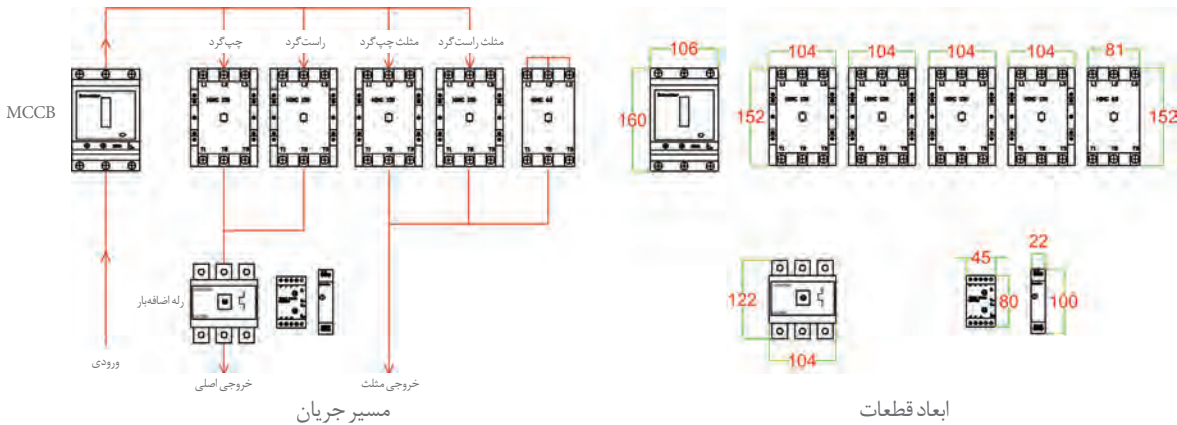 چپ‌گرد
راست‌گرد
مثلث چپ‌گرد
مثلث راست‌گرد
MCCB
رله اضافه‌بار
ورودی
خروجی اصلی
خروجی مثلث
مسیر جریان
106
104
104
104
104
81
160
152
152
122
104
45
80
22
100
ابعاد قطعات